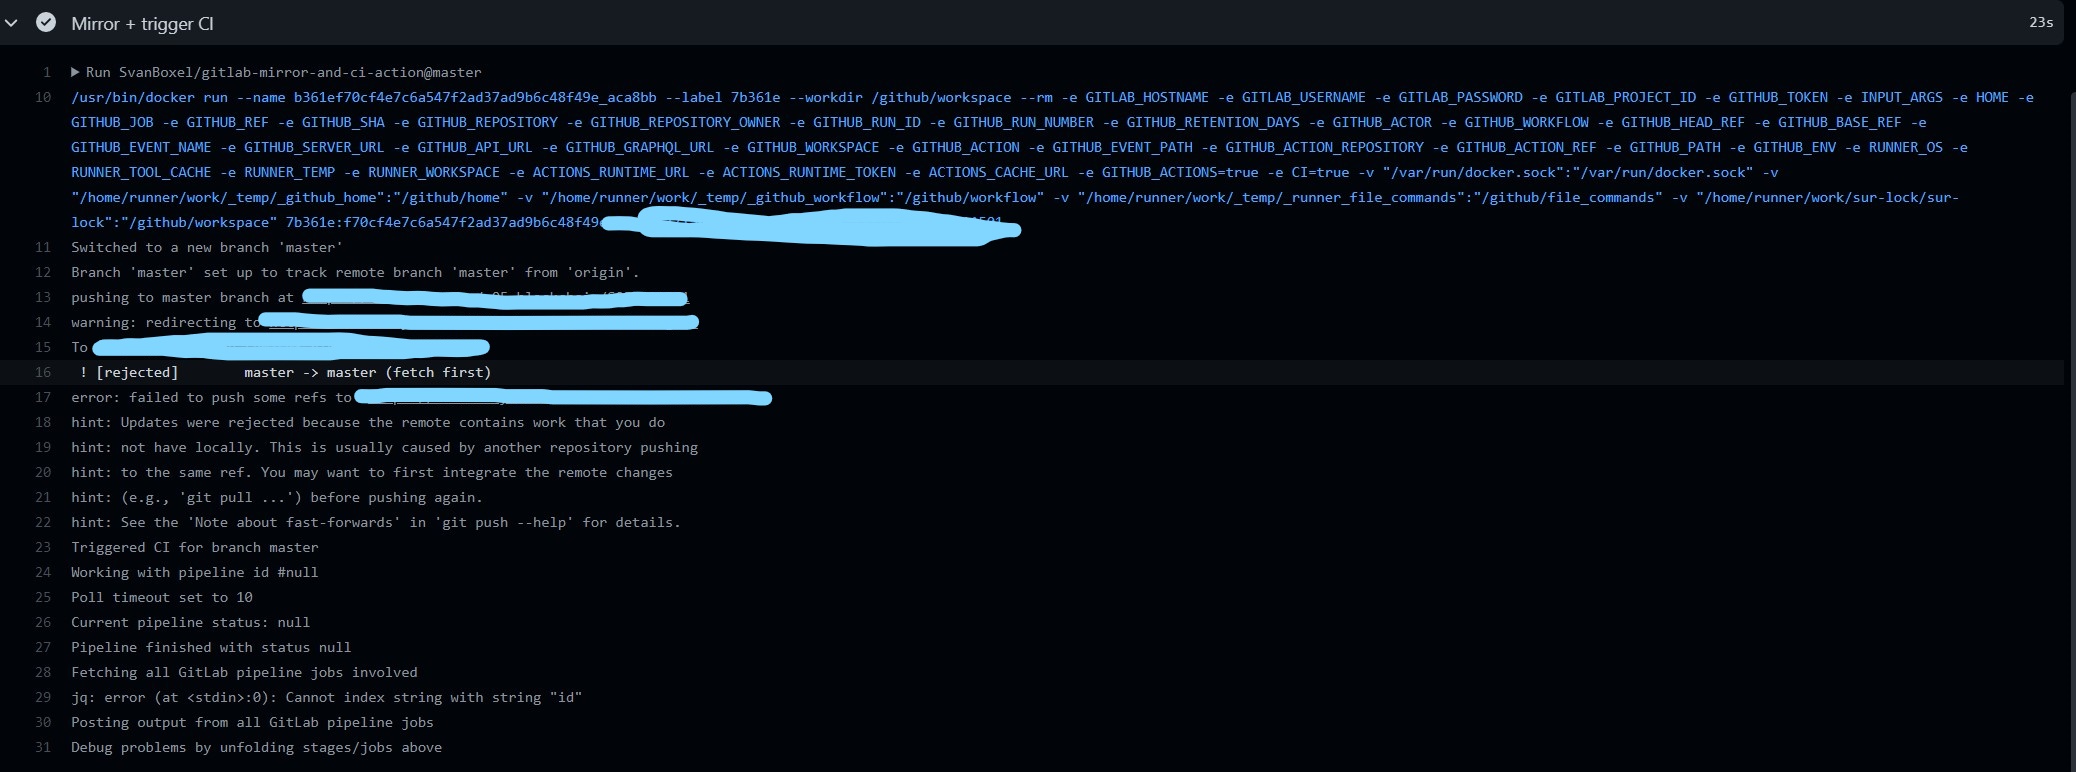 Mirror + trigger CI
23s
1 Run SvanBoxel/gitlab-mirror-and-ci-action@master
10 /usr/bin/docker run --name b361ef70cf4e7c6a547f2ad37ad9b6c48f49e_aca8bb --label 7b361e --workdir /github/workspace --rm -e GITLAB_HOSTNAME -e GITLAB_USERNAME -e GITLAB_PASSWORD -e GITLAB_PROJECT_ID -e GITHUB_TOKEN -e INPUT_ARGS -e HOME -e
GITHUB_JOB -e GITHUB_REF -e GITHUB_SHA -e GITHUB_REPOSITORY -e GITHUB_REPOSITORY_OWNER -e GITHUB_RUN_ID -e GITHUB_RUN_NUMBER -e GITHUB_RETENTION_DAYS -e GITHUB_ACTOR -e GITHUB_WORKFLOW -e GITHUB_HEAD_REF -e GITHUB_BASE_REF -e
GITHUB_EVENT_NAME -e GITHUB_SERVER_URL -e GITHUB_API_URL -e GITHUB_GRAPHQL_URL -e GITHUB_WORKSPACE -e GITHUB_ACTION -e GITHUB_EVENT_PATH -e GITHUB_ACTION_REPOSITORY -e GITHUB_ACTION_REF -e GITHUB_PATH -e GITHUB_ENV -e RUNNER_OS -e
RUNNER_TOOL_CACHE -e RUNNER_TEMP -e RUNNER_WORKSPACE -e ACTIONS_RUNTIME_URL -e ACTIONS_RUNTIME_TOKEN -e ACTIONS_CACHE_URL -e GITHUB_ACTIONS=true -e CI=true -v "/var/run/docker.sock":"/var/run/docker.sock" -v
"/home/runner/work/_temp/_github_home":"/github/home" -v "/home/runner/work/_temp/_github_workflow":"/github/workflow" -v "/home/runner/work/_temp/_runner_file_commands":"/github/file_commands" -v "/home/runner/work/sur-lock/sur-
lock":"/github/workspace" 7b361e:f70cf4e7c6a547f2ad37ad9b6c48f49
11 Switched to a new branch 'master'
12 Branch 'master' set up to track remote branch 'master' from 'origin'.
13 pushing to master branch at
14 warning: redirecting to
15 To
16 ! [rejected] master -> master (fetch first)
17 error: failed to push some refs to
18 hint: Updates were rejected because the remote contains work that you do
19 hint: not have locally. This is usually caused by another repository pushing
20 hint: to the same ref. You may want to first integrate the remote changes
21 hint: (e.g., 'git pull ...') before pushing again.
22 hint: See the 'Note about fast-forwards' in 'git push --help' for details.
23 Triggered CI for branch master
24 Working with pipeline id #null
25 Poll timeout set to 10
26 Current pipeline status: null
27 Pipeline finished with status null
28 Fetching all GitLab pipeline jobs involved
29 jq: error (at <stdin>:0): Cannot index string with string "id"
30 Posting output from all GitLab pipeline jobs
31 Debug problems by unfolding stages/jobs above